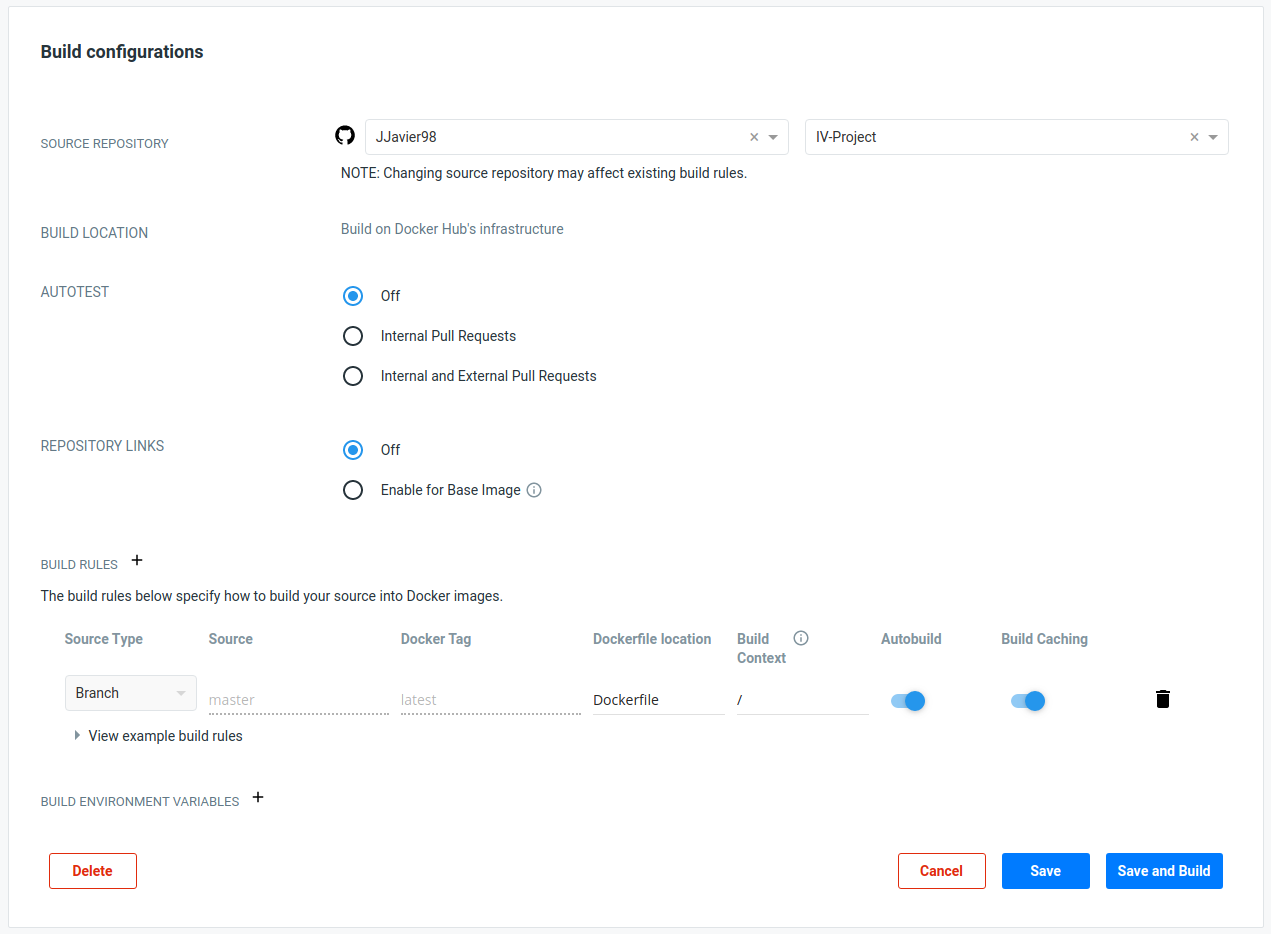 Build configurations
SOURCE REPOSITORY
JJavier98
IV-Project
NOTE: Changing source repository may affect existing build rules.
BUILD LOCATION
Build on Docker Hub's infrastructure
AUTOTEST
Off
Internal Pull Requests
Internal and External Pull Requests
REPOSITORY LINKS
Off
Enable for Base Image
BUILD RULES +
The build rules below specify how to build your source into Docker images.
Source Type Source Docker Tag Dockerfile location Build Context Autobuild Build Caching
Branch master latest Dockerfile /
View example build rules
BUILD ENVIRONMENT VARIABLES +
Delete Cancel Save Save and Build